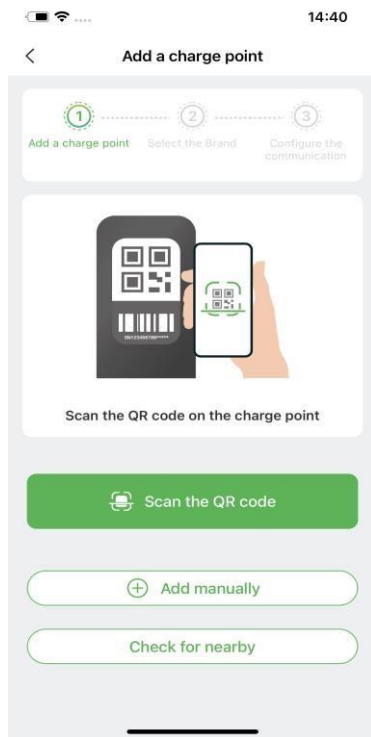 14:40
Add a charge point
1
2
3
Add a charge point
Select the Brand
Configure the
communication
Scan the QR code on the charge point
Scan the QR code
Add manually
Check for nearby